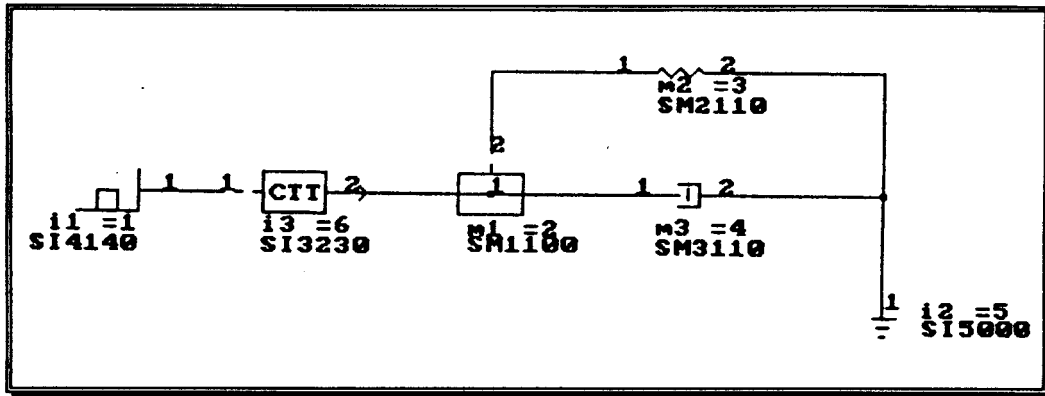 1 2
m2 =3
SM2110
2
1 1 CTT 2 1 1 2
i1 =1
SI4140
i3 =6
SI3230
m1 =2
SM1100
m3 =4
SM3110
1
i2 =5
SI5000